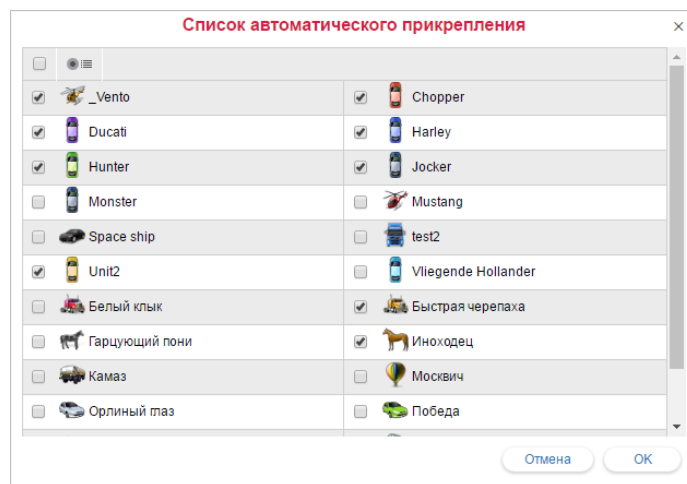 Список автоматического прикрепления
_Vento Chopper
Ducati Harley
Hunter Jocker
Monster Mustang
Space ship test2
Unit2 Vliegende Hollander
Белый клык Быстрая черепаха
Гарцующий пони Иноходец
Камаз Москвич
Орлиный глаз Победа
Отмена OK